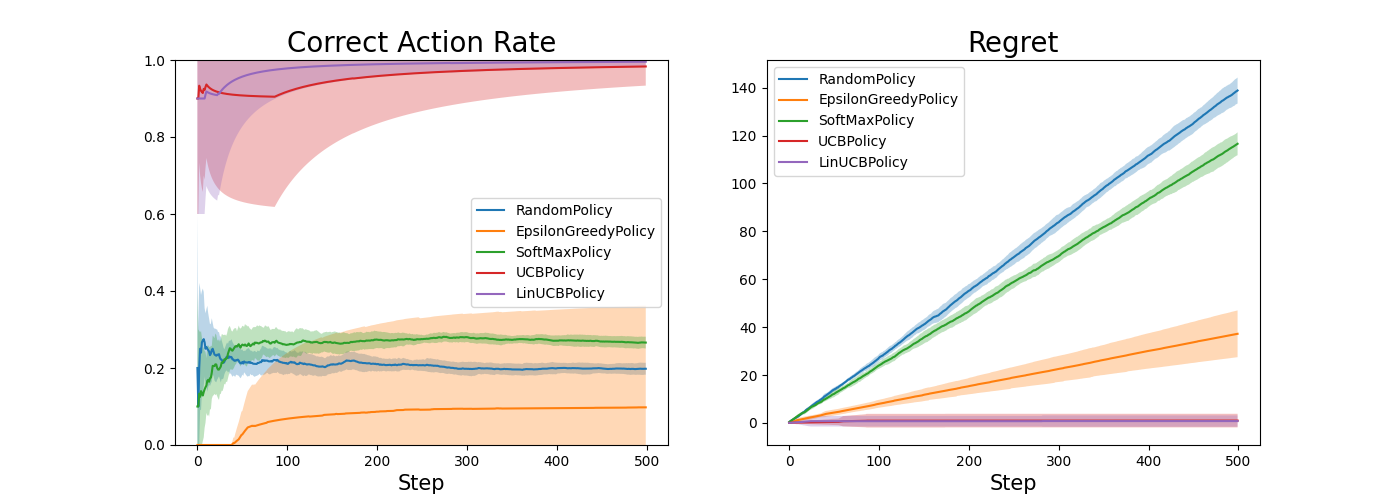 Correct Action Rate
1.0
0.8
0.6
0.4
0.2
0.0
RandomPolicy
EpsilonGreedyPolicy
SoftMaxPolicy
UCBPolicy
LinUCBPolicy
0 100 200 300 400 500
Step
Regret
140
120
100
80
60
40
20
0
RandomPolicy
EpsilonGreedyPolicy
SoftMaxPolicy
UCBPolicy
LinUCBPolicy
0 100 200 300 400 500
Step